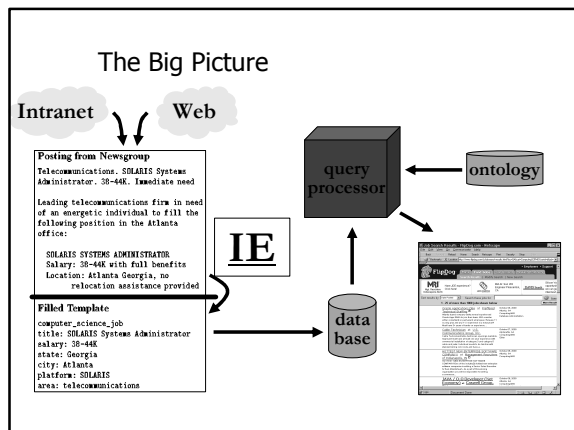 The Big Picture
Intranet
Web
Posting from Newsgroup
Telecommunications. SOLARIS Systems
Administrator. 38-44K. Immediate need
Leading telecommunications firm in need
of an energetic individual to fill the
following position in the Atlanta
office:
SOLARIS SYSTEMS ADMINISTRATOR
Salary: 38-44K with full benefits
Location: Atlanta Georgia, no
relocation assistance provided
IE
Filled Template
computer_science_job
title: SOLARIS Systems Administrator
salary: 38-44K
state: Georgia
city: Atlanta
platform: SOLARIS
area: telecommunications
query
processor
ontology
data
base
FlipDog